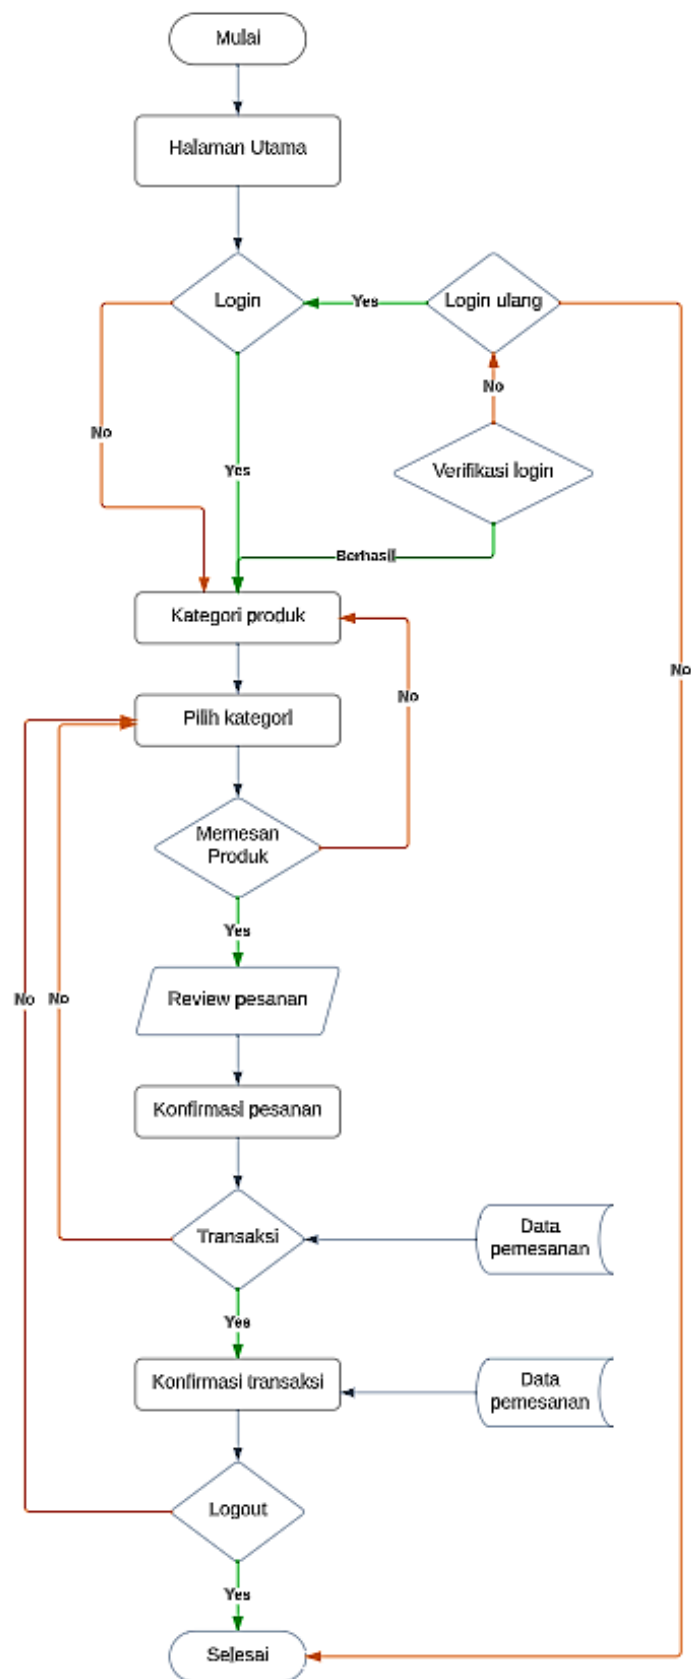 Mulai
Halaman Utama
Login
Yes
Login ulang
No
No
Verifikasi login
Yes
Berhasil
Kategori produk
No
No
Pilih kategori
Memesan
Produk
Yes
Review pesanan
No
No
Konfirmasi pesanan
Transaksi
Data
pemesanan
Yes
Konfirmasi transaksi
Data
pemesanan
Logout
Yes
Selesai